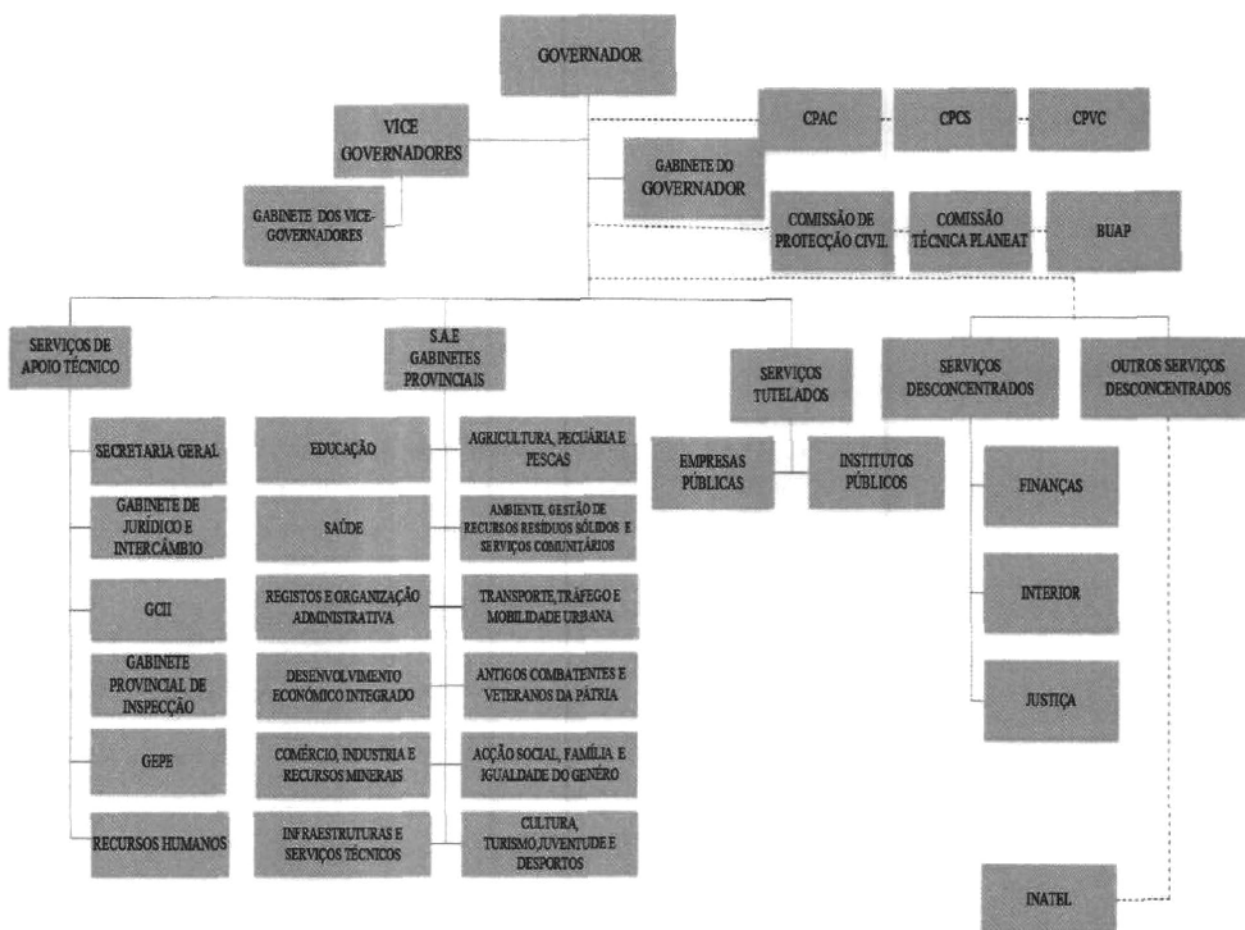 GOVERNADOR
VICE
GOVERNADORES
CPAC
CPCS
CPVC
GABINETE DO
GOVERNADOR
GABINETE DOS VICE-
GOVERNADORES
COMISSÃO DE
PROTECÇÃO CIVIL
COMISSÃO
TÉCNICA PLANEAT
BUAP
SERVIÇOS DE
APOIO TÉCNICO
S.A.E
GABINETES
PROVINCIAIS
SERVIÇOS
TUTELADOS
SERVIÇOS
DESCONCENTRADOS
OUTROS SERVIÇOS
DESCONCENTRADOS
SECRETARIA GERAL
GABINETE DE
JURÍDICO E
INTERCÂMBIO
GCII
GABINETE
PROVINCIAL DE
INSPECÇÃO
GEPE
RECURSOS HUMANOS
EDUCAÇÃO
AGRICULTURA, PECUÁRIA E
PESCAS
SAÚDE
AMBIENTE, GESTÃO DE
RECURSOS RESÍDUOS SÓLIDOS E
SERVIÇOS COMUNITÁRIOS
REGISTOS E ORGANIZAÇÃO
ADMINISTRATIVA
TRANSPORTE,TRÁFEGO E
MOBILIDADE URBANA
DESENVOLVIMENTO
ECONÓMICO INTEGRADO
ANTIGOS COMBATENTES E
VETERANOS DA PÁTRIA
COMÉRCIO, INDUSTRIA E
RECURSOS MINERAIS
ACÇÃO SOCIAL, FAMÍLIA E
IGUALDADE DO GENÉRO
INFRAESTRUTURAS E
SERVIÇOS TÉCNICOS
CULTURA,
TURISMO,JUVENTUDE E
DESPORTOS
EMPRESAS
PÚBLICAS
INSTITUTOS
PÚBLICOS
FINANÇAS
INTERIOR
JUSTIÇA
INATEL